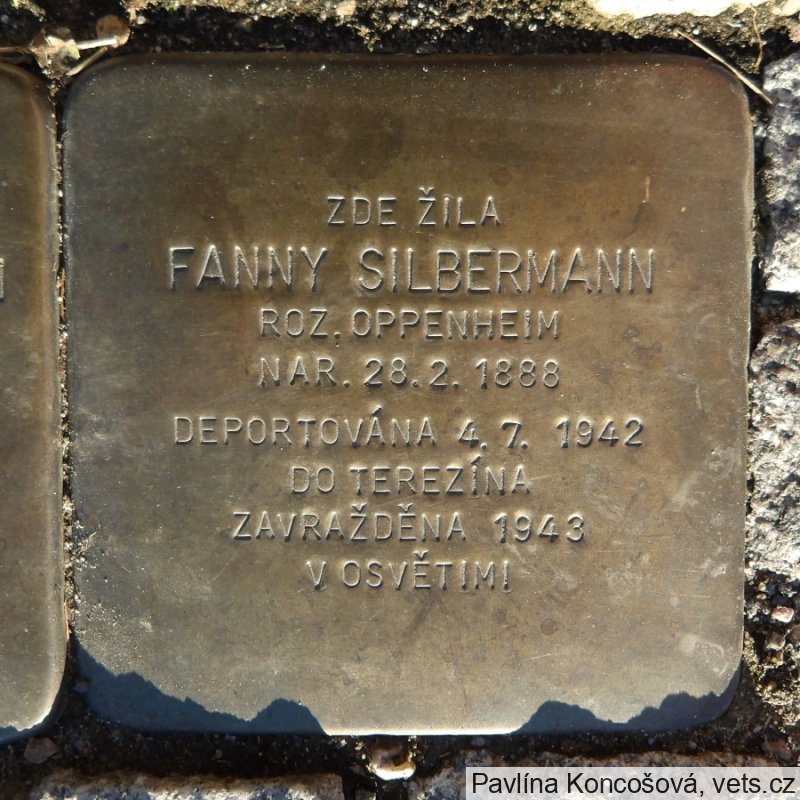 ZDE ŽILA
FANNY SILBERMANN
ROZ. OPPENHEIM
NAR. 28. 2. 1888
DEPORTOVÁNA 4. 7. 1942
DO TEREZÍNA
ZAVRAŽDĚNA 1943
V OSVĚTIMI
Pavlína Koncošová, vets.cz